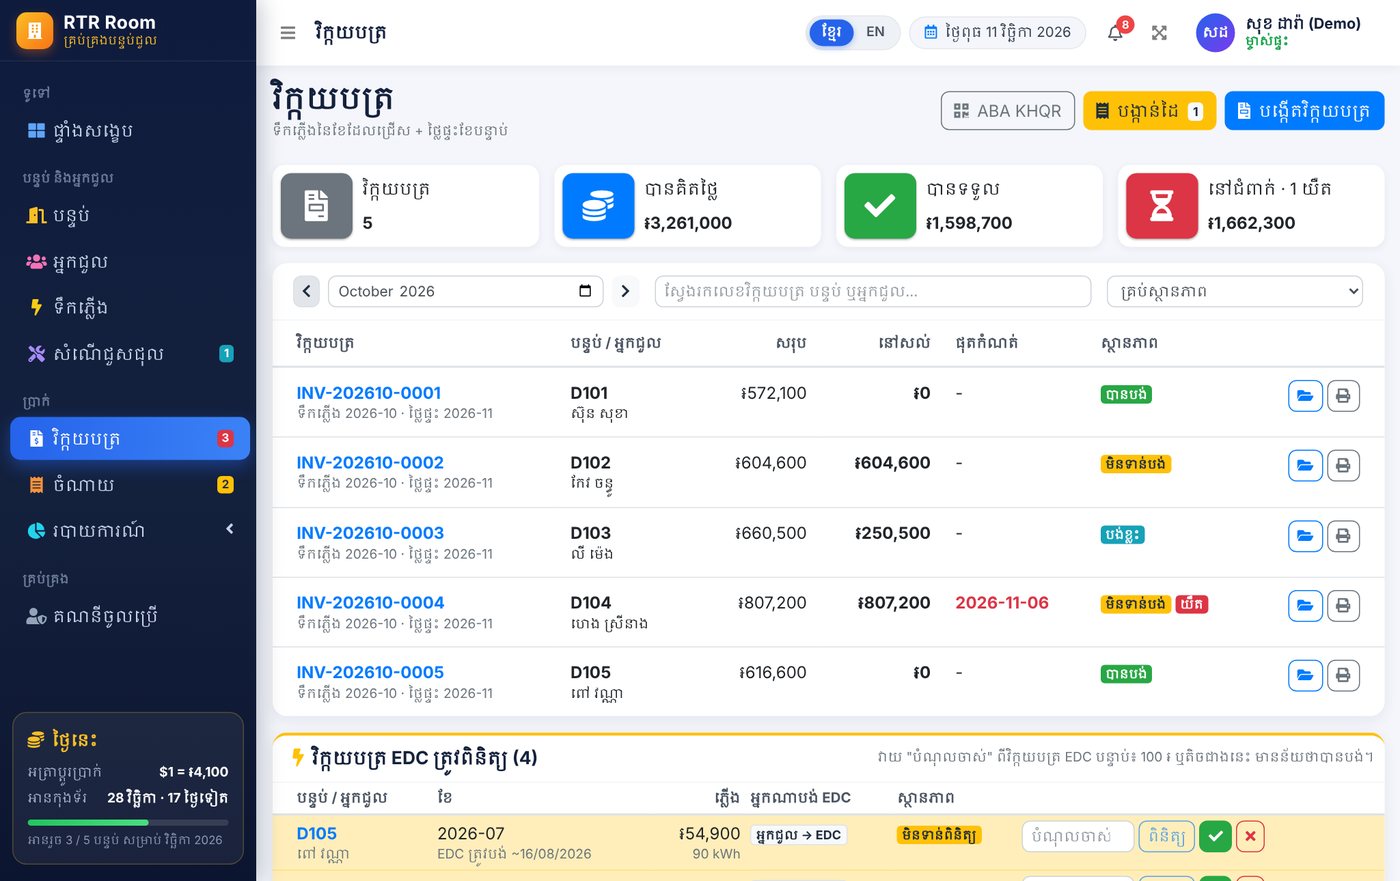 RTR Room
គ្រប់គ្រងបន្ទប់ជួល
ទូទៅ
ផ្ទាំងសង្ខេប
បន្ទប់ និងអ្នកជួល
បន្ទប់
អ្នកជួល
ទឹកភ្លើង
សំណើជួសជុល 1
ប្រាក់
វិក្កយបត្រ 3
ចំណាយ 2
របាយការណ៍
គ្រប់គ្រង
គណនីចូលប្រើ
ថ្ងៃនេះ
អត្រាប្តូរប្រាក់ $1 = ៛4,100
អានកុងទ័រ 28 វិច្ឆិកា · 17 ថ្ងៃទៀត
អានរួច 3 / 5 បន្ទប់ សម្រាប់ វិច្ឆិកា 2026
វិក្កយបត្រ
ខ្មែរ EN
ថ្ងៃពុធ 11 វិច្ឆិកា 2026
8
សដ
សុខ ដារ៉ា (Demo)
ម្ចាស់ផ្ទះ
វិក្កយបត្រ
ទឹកភ្លើងនៃខែដែលជ្រើស + ថ្លៃផ្ទះខែបន្ទាប់
ABA KHQR
បង្កាន់ដៃ 1
បង្កើតវិក្កយបត្រ
វិក្កយបត្រ
5
បានគិតថ្លៃ
៛3,261,000
បានទទួល
៛1,598,700
នៅជំពាក់ · 1 យឺត
៛1,662,300
October 2026
ស្វែងរកលេខវិក្កយបត្រ បន្ទប់ ឬអ្នកជួល...
គ្រប់ស្ថានភាព
វិក្កយបត្រ បន្ទប់ / អ្នកជួល សរុប នៅសល់ ផុតកំណត់ ស្ថានភាព
INV-202610-0001 D101 ៛572,100 ៛0 - បានបង់
ទឹកភ្លើង 2026-10 · ថ្លៃផ្ទះ 2026-11 ស៊ុន សុខា
INV-202610-0002 D102 ៛604,600 ៛604,600 - មិនទាន់បង់
ទឹកភ្លើង 2026-10 · ថ្លៃផ្ទះ 2026-11 កែវ ចន្ធូ
INV-202610-0003 D103 ៛660,500 ៛250,500 - បង់ខ្លះ
ទឹកភ្លើង 2026-10 · ថ្លៃផ្ទះ 2026-11 លី ម៉េង
INV-202610-0004 D104 ៛807,200 ៛807,200 2026-11-06 មិនទាន់បង់ យឺត
ទឹកភ្លើង 2026-10 · ថ្លៃផ្ទះ 2026-11 ហេង ស្រីនាង
INV-202610-0005 D105 ៛616,600 ៛0 - បានបង់
ទឹកភ្លើង 2026-10 · ថ្លៃផ្ទះ 2026-11 ពៅ វណ្ណា
វិក្កយបត្រ EDC ត្រូវពិនិត្យ (4)
វាយ "បំណុលចាស់" ពីវិក្កយបត្រ EDC បន្ទាប់៖ 100 ៛ ឬតិចជាងនេះ មានន័យថាបានបង់។
បន្ទប់ / អ្នកជួល ខែ ភ្លើង អ្នកណាបង់ EDC ស្ថានភាព
D105 2026-07 ៛54,900 អ្នកជួល → EDC មិនទាន់ពិនិត្យ បំណុលចាស់ ពិនិត្យ
ពៅ វណ្ណា EDC ត្រូវបង់ ~16/08/2026 90 kWh